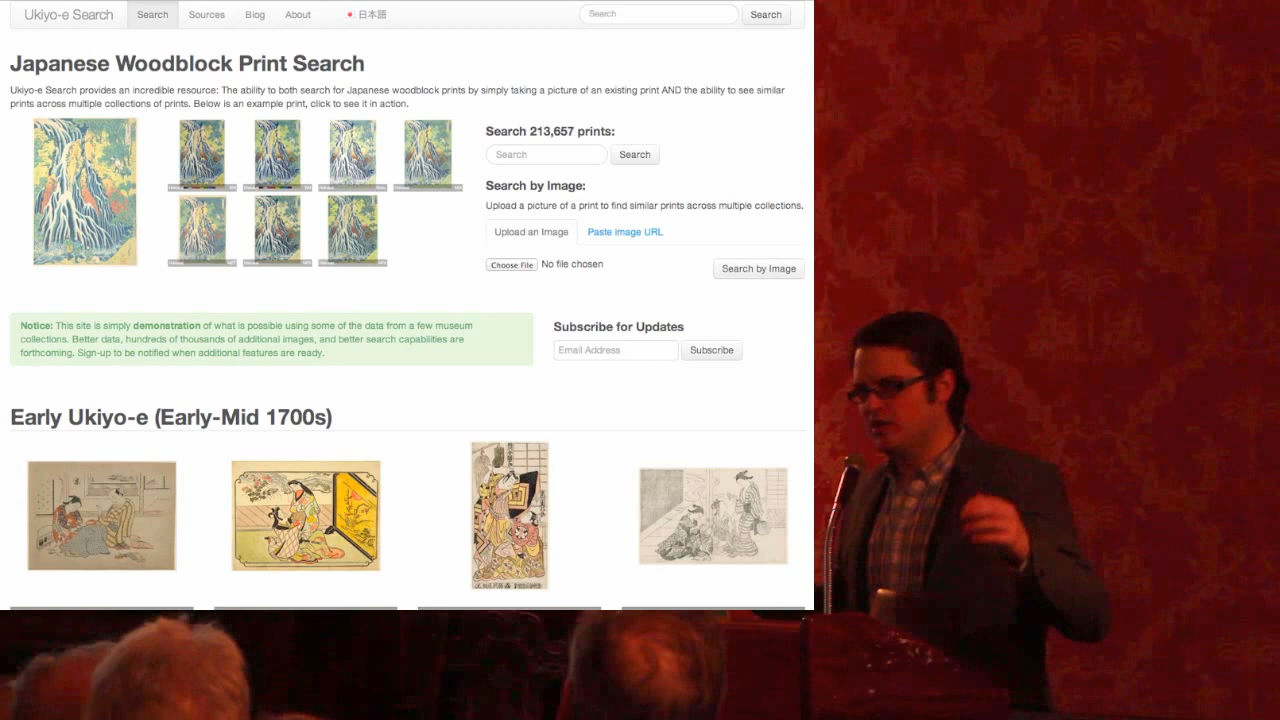 Ukiyo-e Search
Search
Sources
Blog
About
日本語
Search
Search
Japanese Woodblock Print Search
Ukiyo-e Search provides an incredible resource: The ability to both search for Japanese woodblock prints by simply taking a picture of an existing print AND the ability to see similar
prints across multiple collections of prints. Below is an example print, click to see it in action.
Search 213,657 prints:
Search
Search
Search by Image:
Upload a picture of a print to find similar prints across multiple collections.
Upload an Image
Paste image URL
Choose File
No file chosen
Search by Image
Notice: This site is simply demonstration of what is possible using some of the data from a few museum
collections. Better data, hundreds of thousands of additional images, and better search capabilities are
forthcoming. Sign-up to be notified when additional features are ready.
Subscribe for Updates
Email Address
Subscribe
Early Ukiyo-e (Early-Mid 1700s)